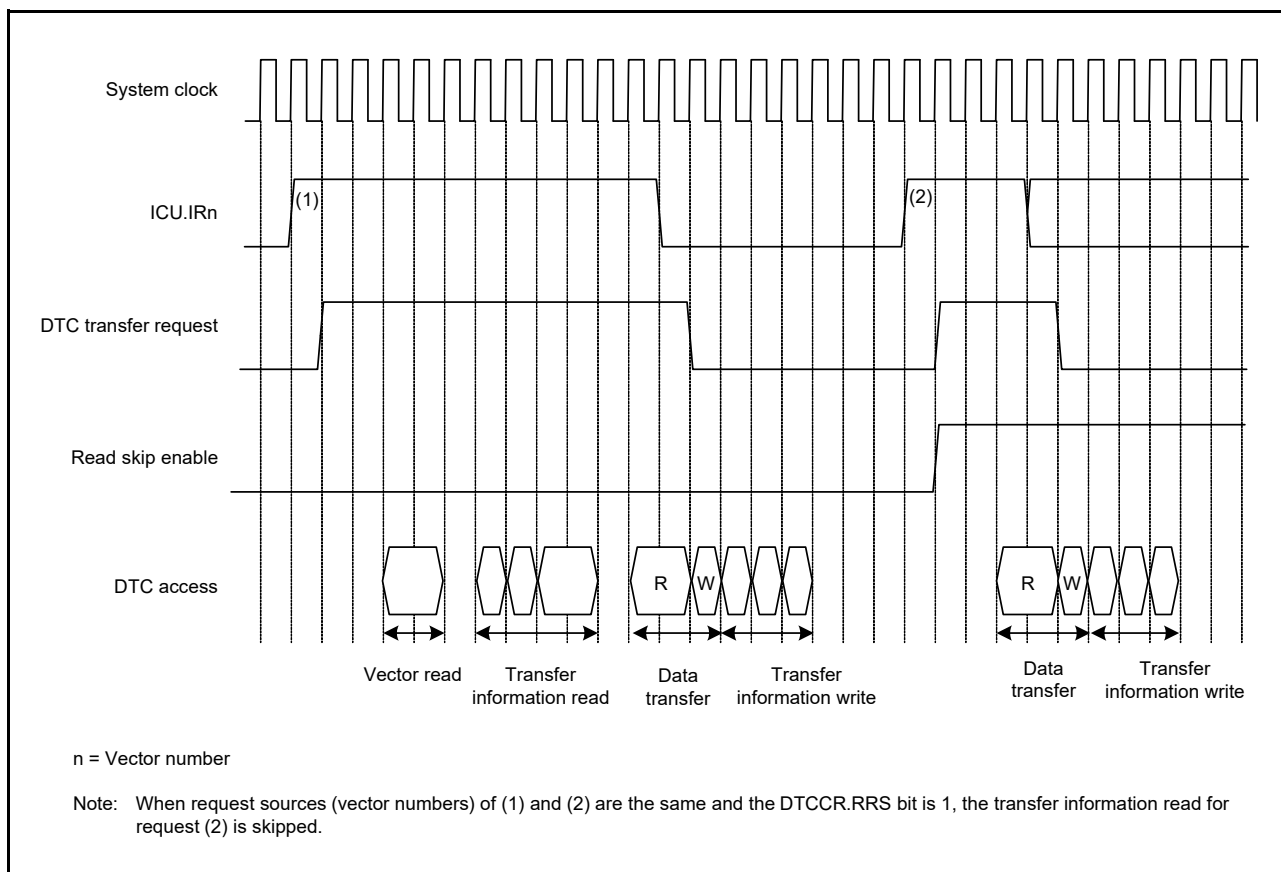 System clock
ICU.IRn
(1)
(2)
DTC transfer request
Read skip enable
DTC access
R
W
R
W
Vector read
Transfer
information read
Data
transfer
Transfer
information write
Data
transfer
Transfer
information write
n = Vector number
Note: When request sources (vector numbers) of (1) and (2) are the same and the DTCCR.RRS bit is 1, the transfer information read for
request (2) is skipped.